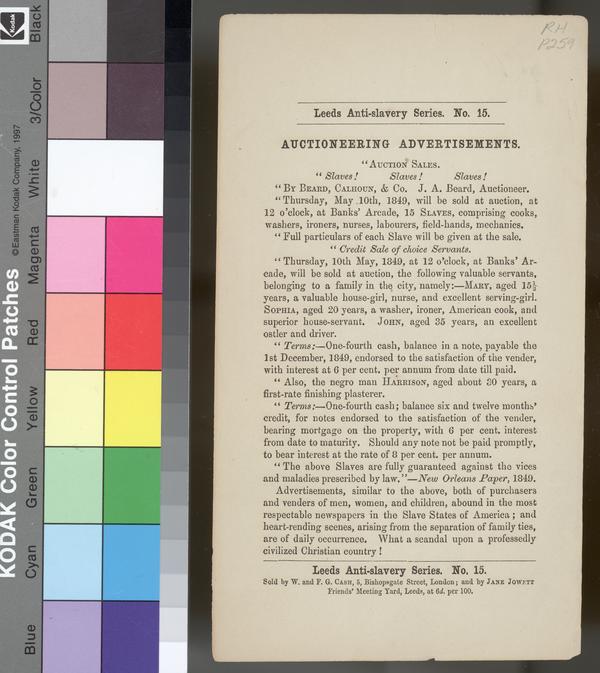 Kodak
©Eastman Kodak Company, 1997
KODAK Color Control Patches
Black
3/Color
White
Magenta
Red
Yellow
Green
Cyan
Blue
RH
P259
Leeds Anti-slavery Series. No. 15.
AUCTIONEERING ADVERTISEMENTS.
"AUCTION SALES.
"Slaves! Slaves! Slaves!
"BY BEARD, CALHOUN, & Co. J. A. Beard, Auctioneer.
"Thursday, May 10th, 1849, will be sold at auction, at
12 o'clock, at Banks' Arcade, 15 SLAVES, comprising cooks,
washers, ironers, nurses, labourers, field-hands, mechanics.
"Full particulars of each Slave will be given at the sale.
"Credit Sale of choice Servants.
"Thursday, 10th May, 1849, at 12 o'clock, at Banks' Ar-
cade, will be sold at auction, the following valuable servants,
belonging to a family in the city, namely:—MARY, aged 15½
years, a valuable house-girl, nurse, and excellent serving-girl.
SOPHIA, aged 20 years, a washer, ironer, American cook, and
superior house-servant. JOHN, aged 35 years, an excellent
ostler and driver.
"Terms:—One-fourth cash, balance in a note, payable the
1st December, 1849, endorsed to the satisfaction of the vender,
with interest at 6 per cent. per annum from date till paid.
"Also, the negro man HARRISON, aged about 30 years, a
first-rate finishing plasterer.
"Terms:—One-fourth cash; balance six and twelve months'
credit, for notes endorsed to the satisfaction of the vender,
bearing mortgage on the property, with 6 per cent. interest
from date to maturity. Should any note not be paid promptly,
to bear interest at the rate of 8 per cent. per annum.
"The above Slaves are fully guaranteed against the vices
and maladies prescribed by law."—New Orleans Paper, 1849.
Advertisements, similar to the above, both of purchasers
and venders of men, women, and children, abound in the most
respectable newspapers in the Slave States of America; and
heart-rending scenes, arising from the separation of family ties,
are of daily occurrence. What a scandal upon a professedly
civilized Christian country!
Leeds Anti-slavery Series. No. 15.
Sold by W. and F. G. CASH, 5, Bishopsgate Street, London; and by JANE JOWETT
Friends' Meeting Yard, Leeds, at 6d. per 100.